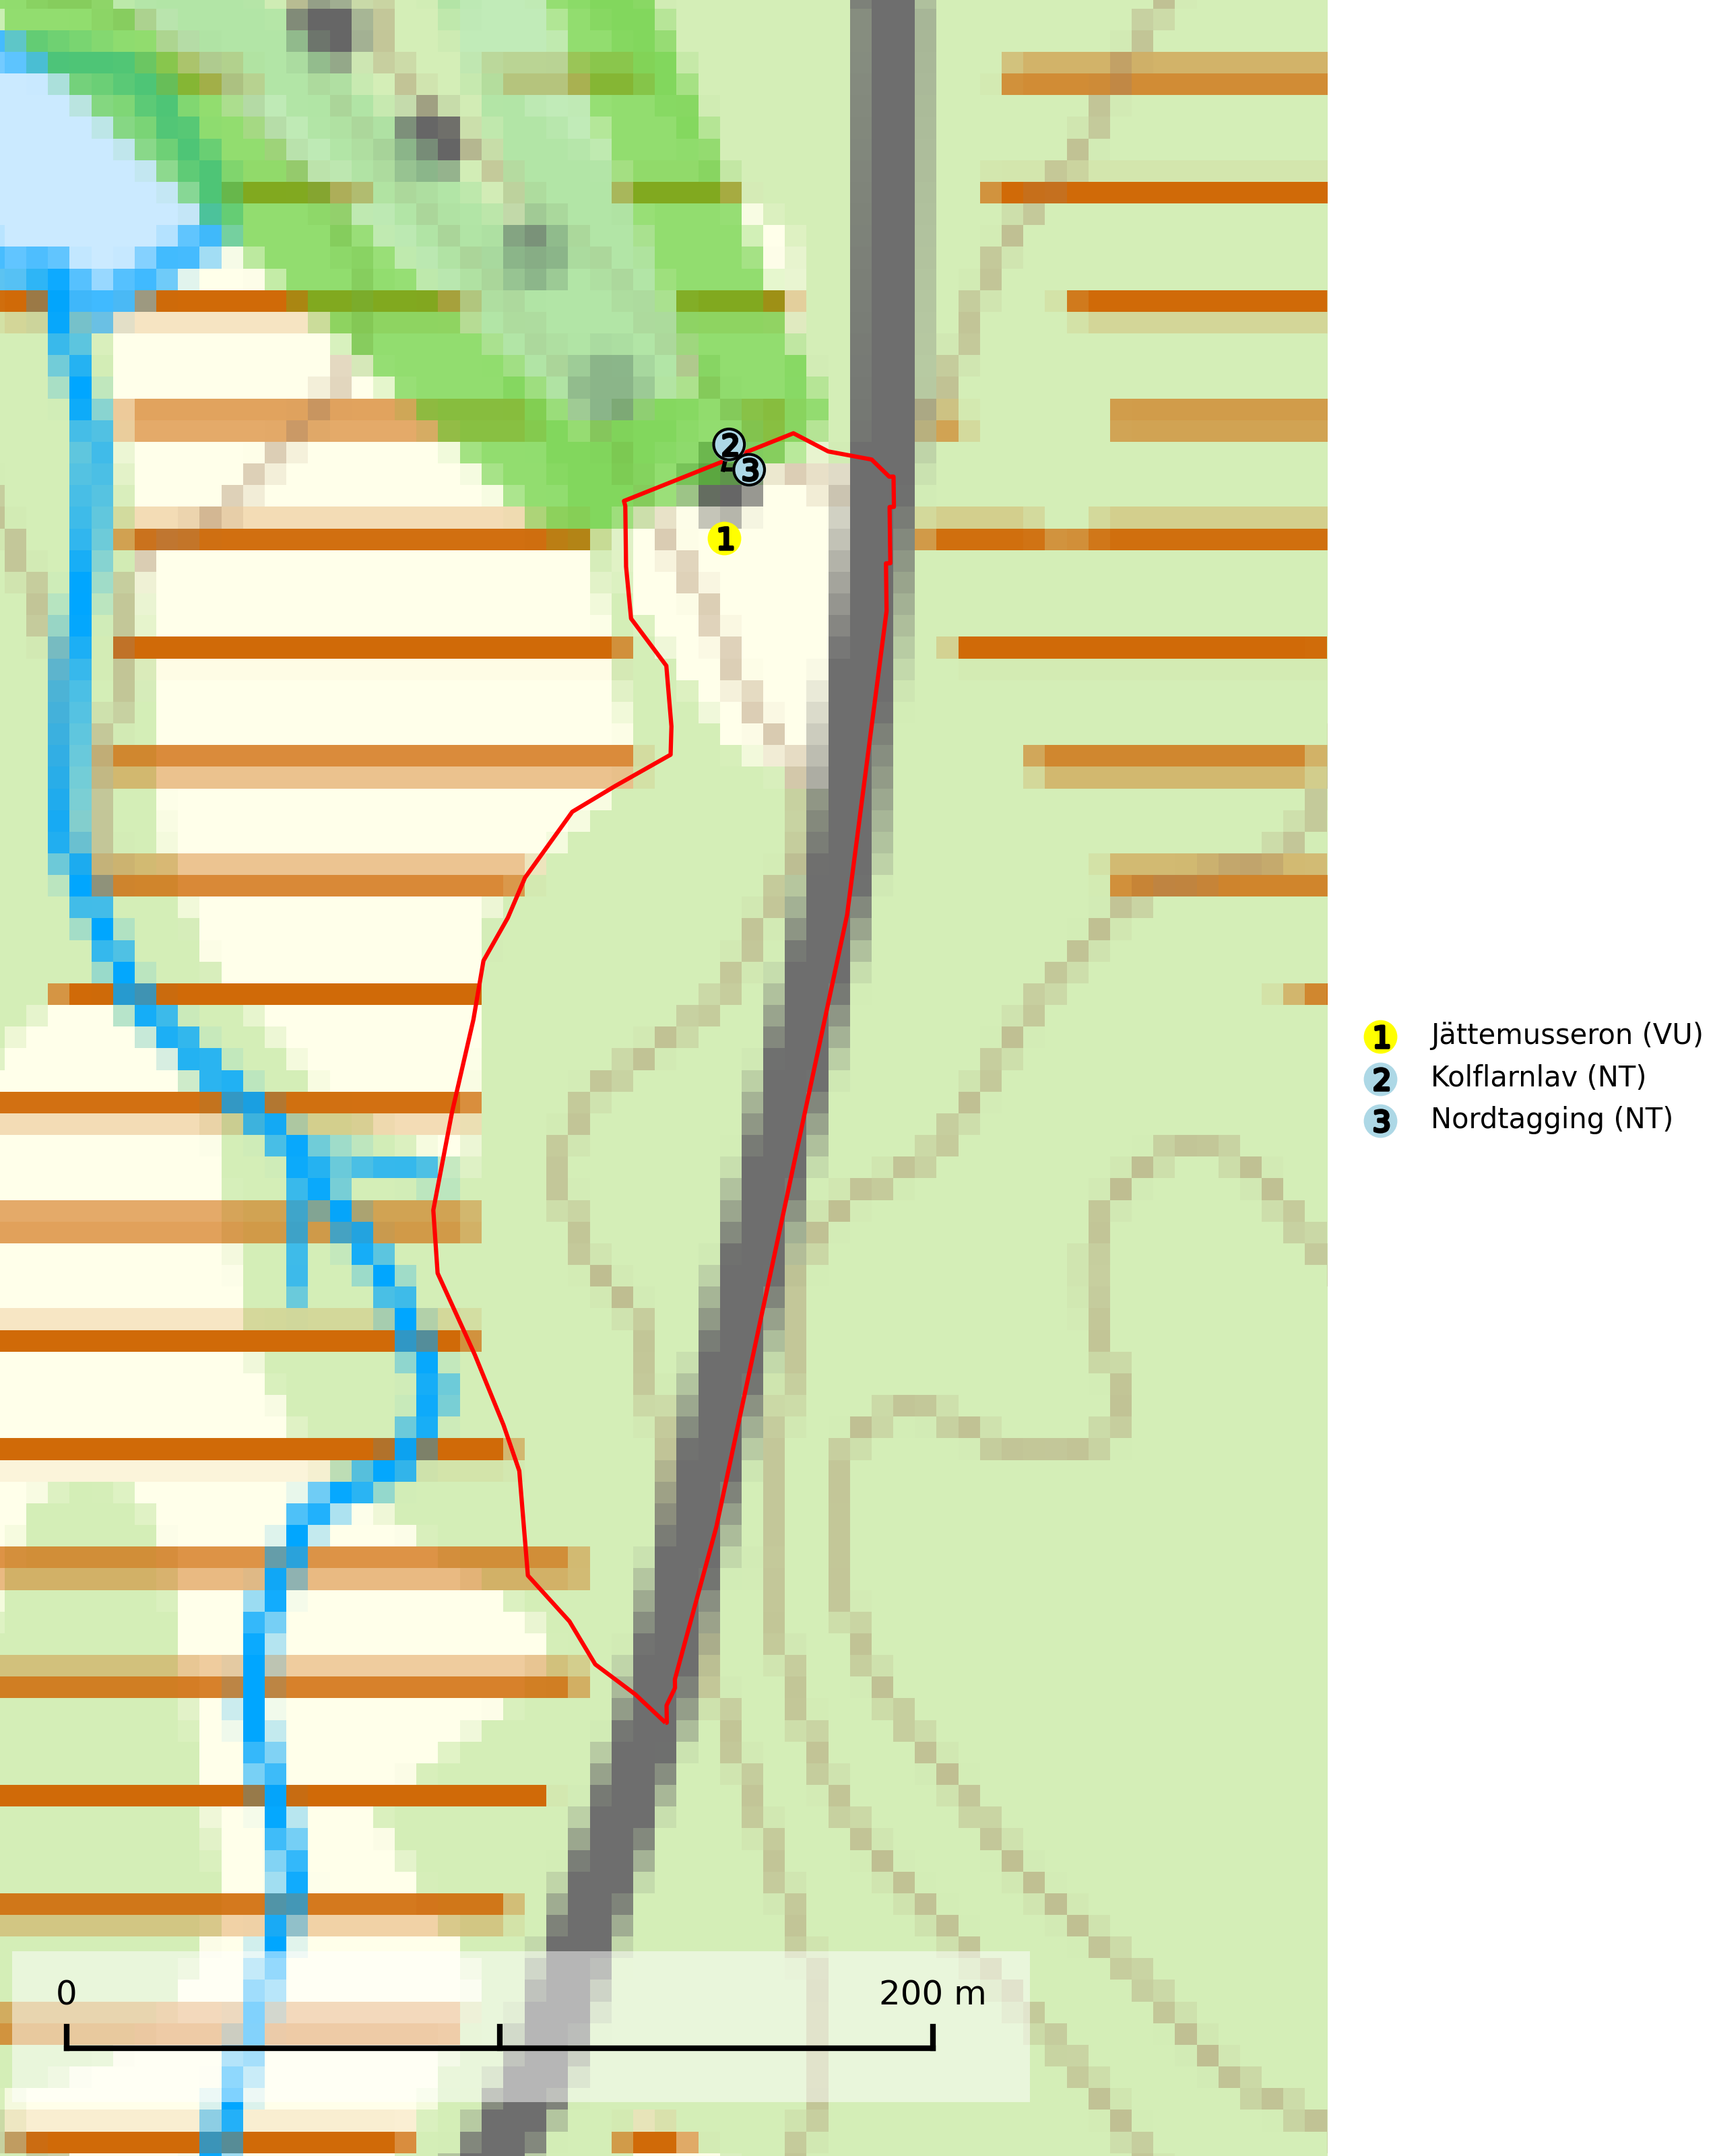 2
3
1
1 Jättemusseron (VU)
2 Kolflarnlav (NT)
3 Nordtagging (NT)
0 200 m